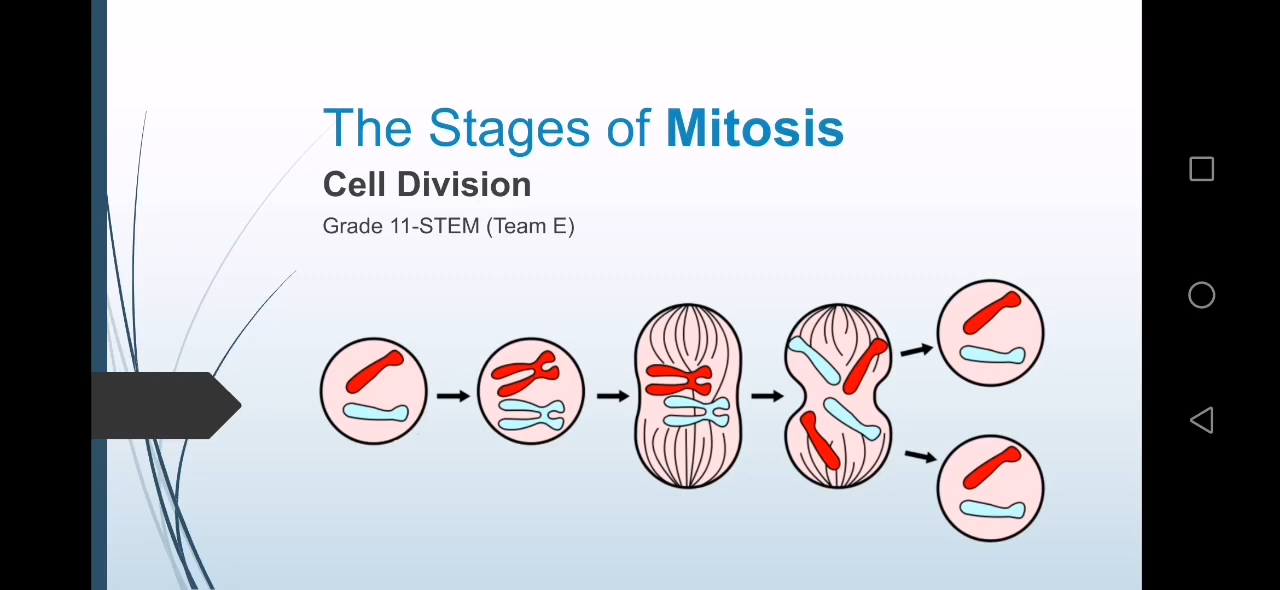 The Stages of Mitosis
Cell Division
Grade 11-STEM (Team E)